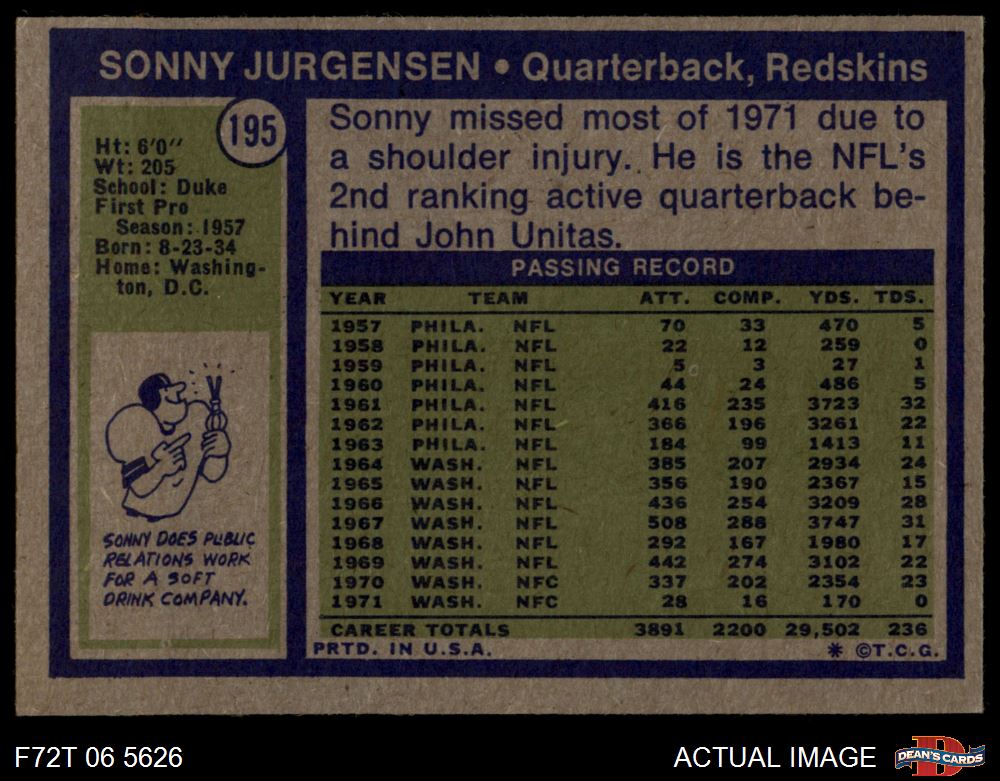 SONNY JURGENSEN • Quarterback, Redskins
195
Ht: 6'0"
Wt: 205
School: Duke
First Pro
Season: 1957
Born: 8-23-34
Home: Washing-
ton, D.C.
SONNY DOES PUBLIC
RELATIONS WORK
FOR A SOFT
DRINK COMPANY.
Sonny missed most of 1971 due to
a shoulder injury. He is the NFL's
2nd ranking active quarterback be-
hind John Unitas.
PASSING RECORD
YEAR TEAM ATT. COMP. YDS. TDS.
1957 PHILA. NFL 70 33 470 5
1958 PHILA. NFL 22 12 259 0
1959 PHILA. NFL 5 3 27 1
1960 PHILA. NFL 44 24 486 5
1961 PHILA. NFL 416 235 3723 32
1962 PHILA. NFL 366 196 3261 22
1963 PHILA. NFL 184 99 1413 11
1964 WASH. NFL 385 207 2934 24
1965 WASH. NFL 356 190 2367 15
1966 WASH. NFL 436 254 3209 28
1967 WASH. NFL 508 288 3747 31
1968 WASH. NFL 292 167 1980 17
1969 WASH. NFL 442 274 3102 22
1970 WASH. NFC 337 202 2354 23
1971 WASH. NFC 28 16 170 0
CAREER TOTALS 3891 2200 29,502 236
PRTD. IN U.S.A. * ©T.C.G.
F72T 06 5626 ACTUAL IMAGE D DEAN'S CARDS